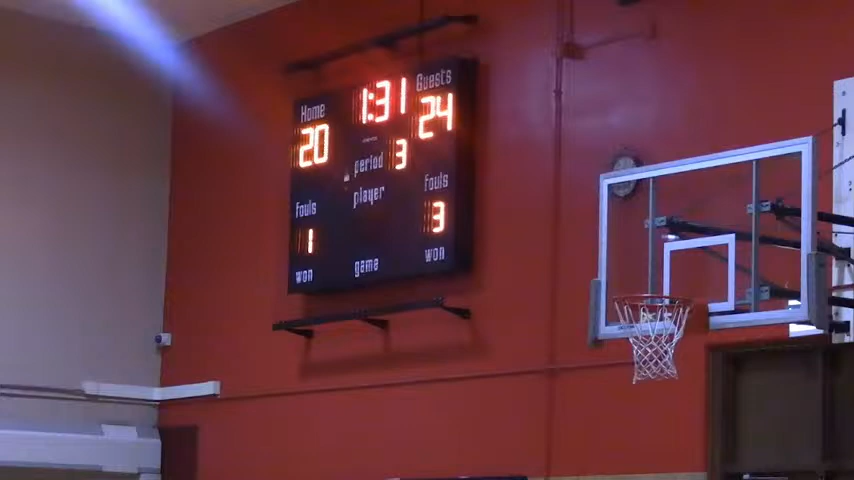 Home 1:31 Guests
20 24
period 3
player
fouls fouls
1 3
won game won